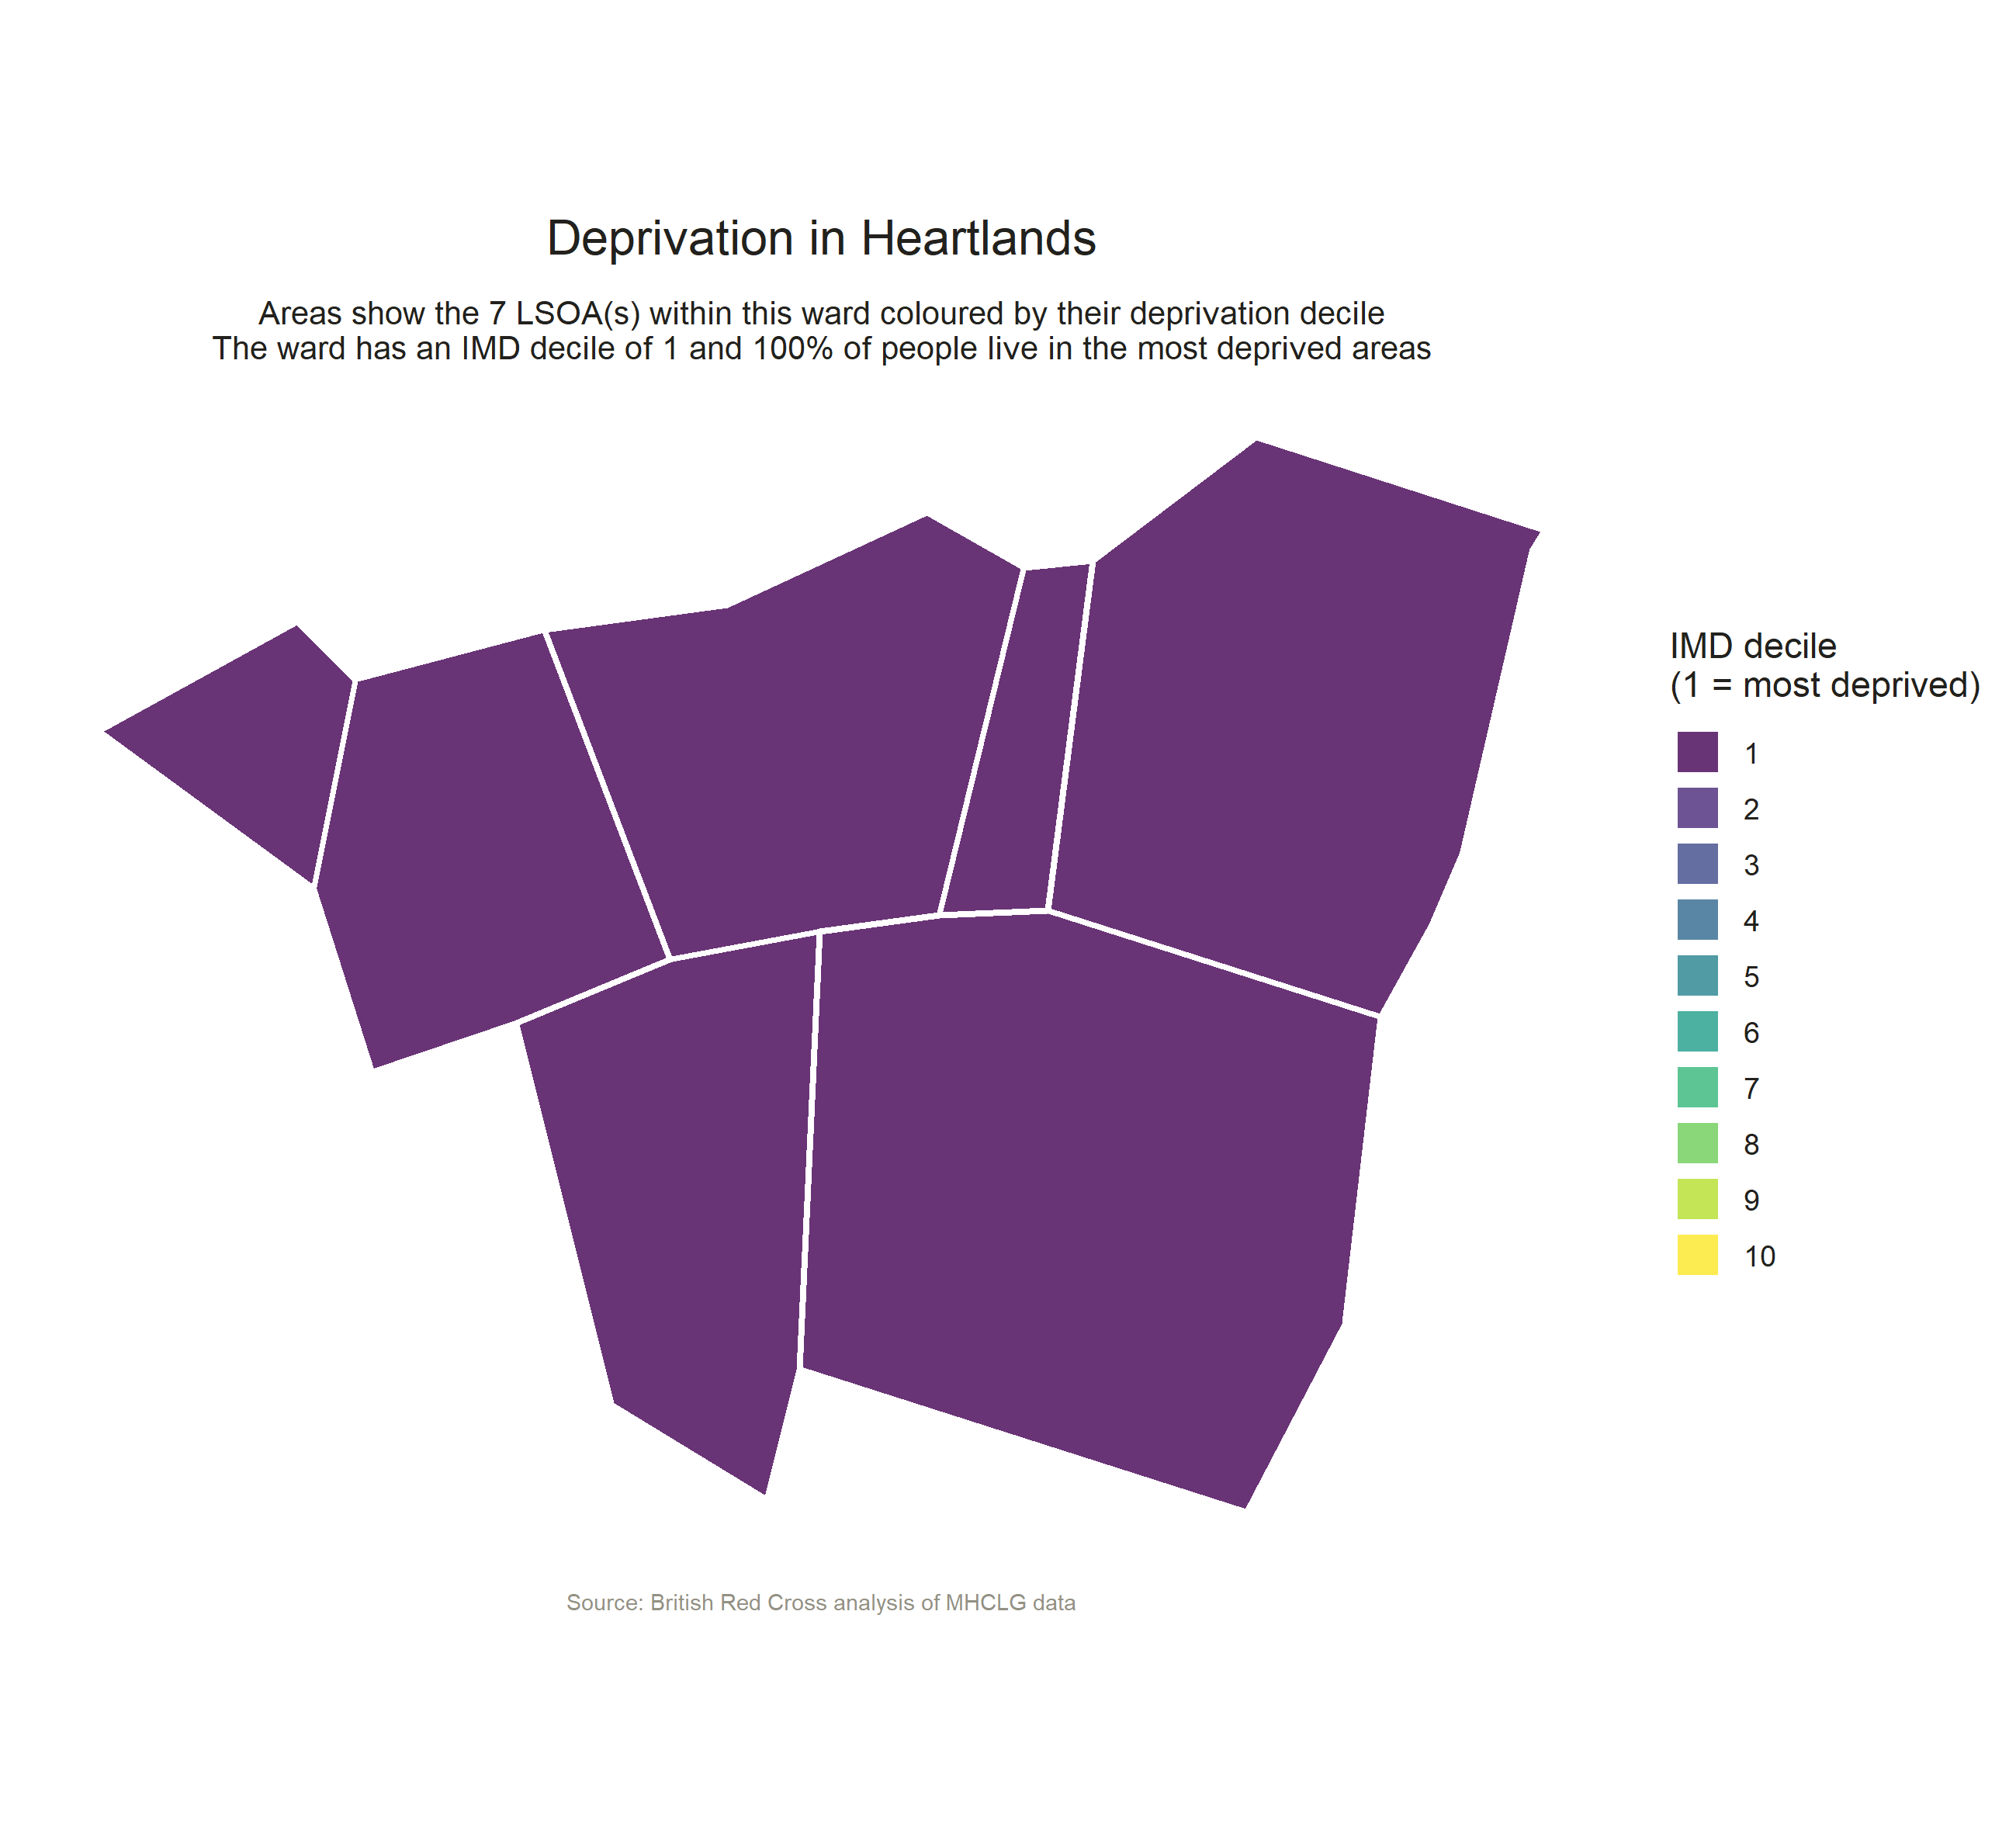 Deprivation in Heartlands
Areas show the 7 LSOA(s) within this ward coloured by their deprivation decile
The ward has an IMD decile of 1 and 100% of people live in the most deprived areas
IMD decile
(1 = most deprived)
1
2
3
4
5
6
7
8
9
10
Source: British Red Cross analysis of MHCLG data